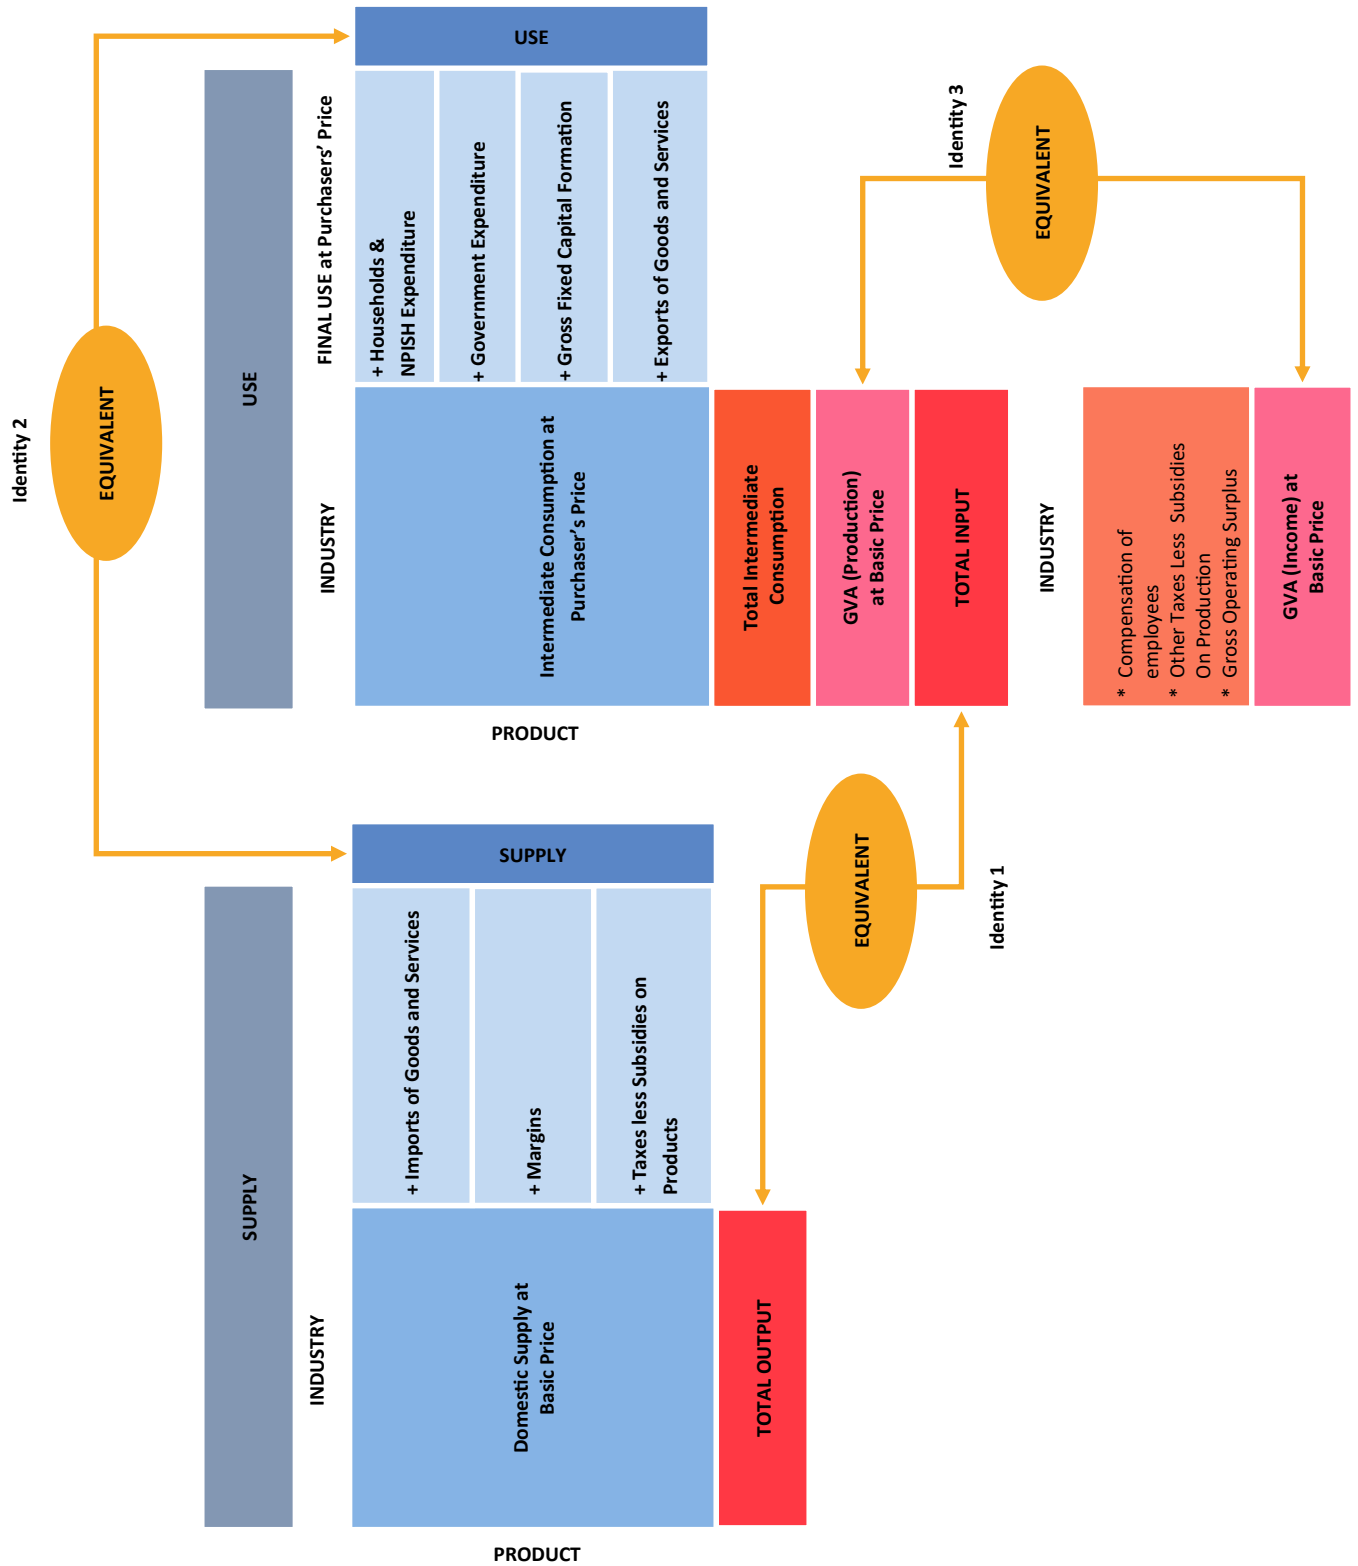 Identity 2
EQUIVALENT
SUPPLY
USE
INDUSTRY
INDUSTRY
FINAL USE at Purchasers' Price
PRODUCT
Domestic Supply at
Basic Price
+ Imports of Goods and Services
+ Margins
+ Taxes less Subsidies on
Products
SUPPLY
PRODUCT
Intermediate Consumption at
Purchaser's Price
+ Households &
NPISH Expenditure
+ Government Expenditure
+ Gross Fixed Capital Formation
+ Exports of Goods and Services
USE
TOTAL OUTPUT
Total Intermediate
Consumption
GVA (Production)
at Basic Price
TOTAL INPUT
EQUIVALENT
Identity 1
Identity 3
EQUIVALENT
INDUSTRY
* Compensation of
employees
* Other Taxes Less Subsidies
On Production
* Gross Operating Surplus
GVA (Income) at
Basic Price